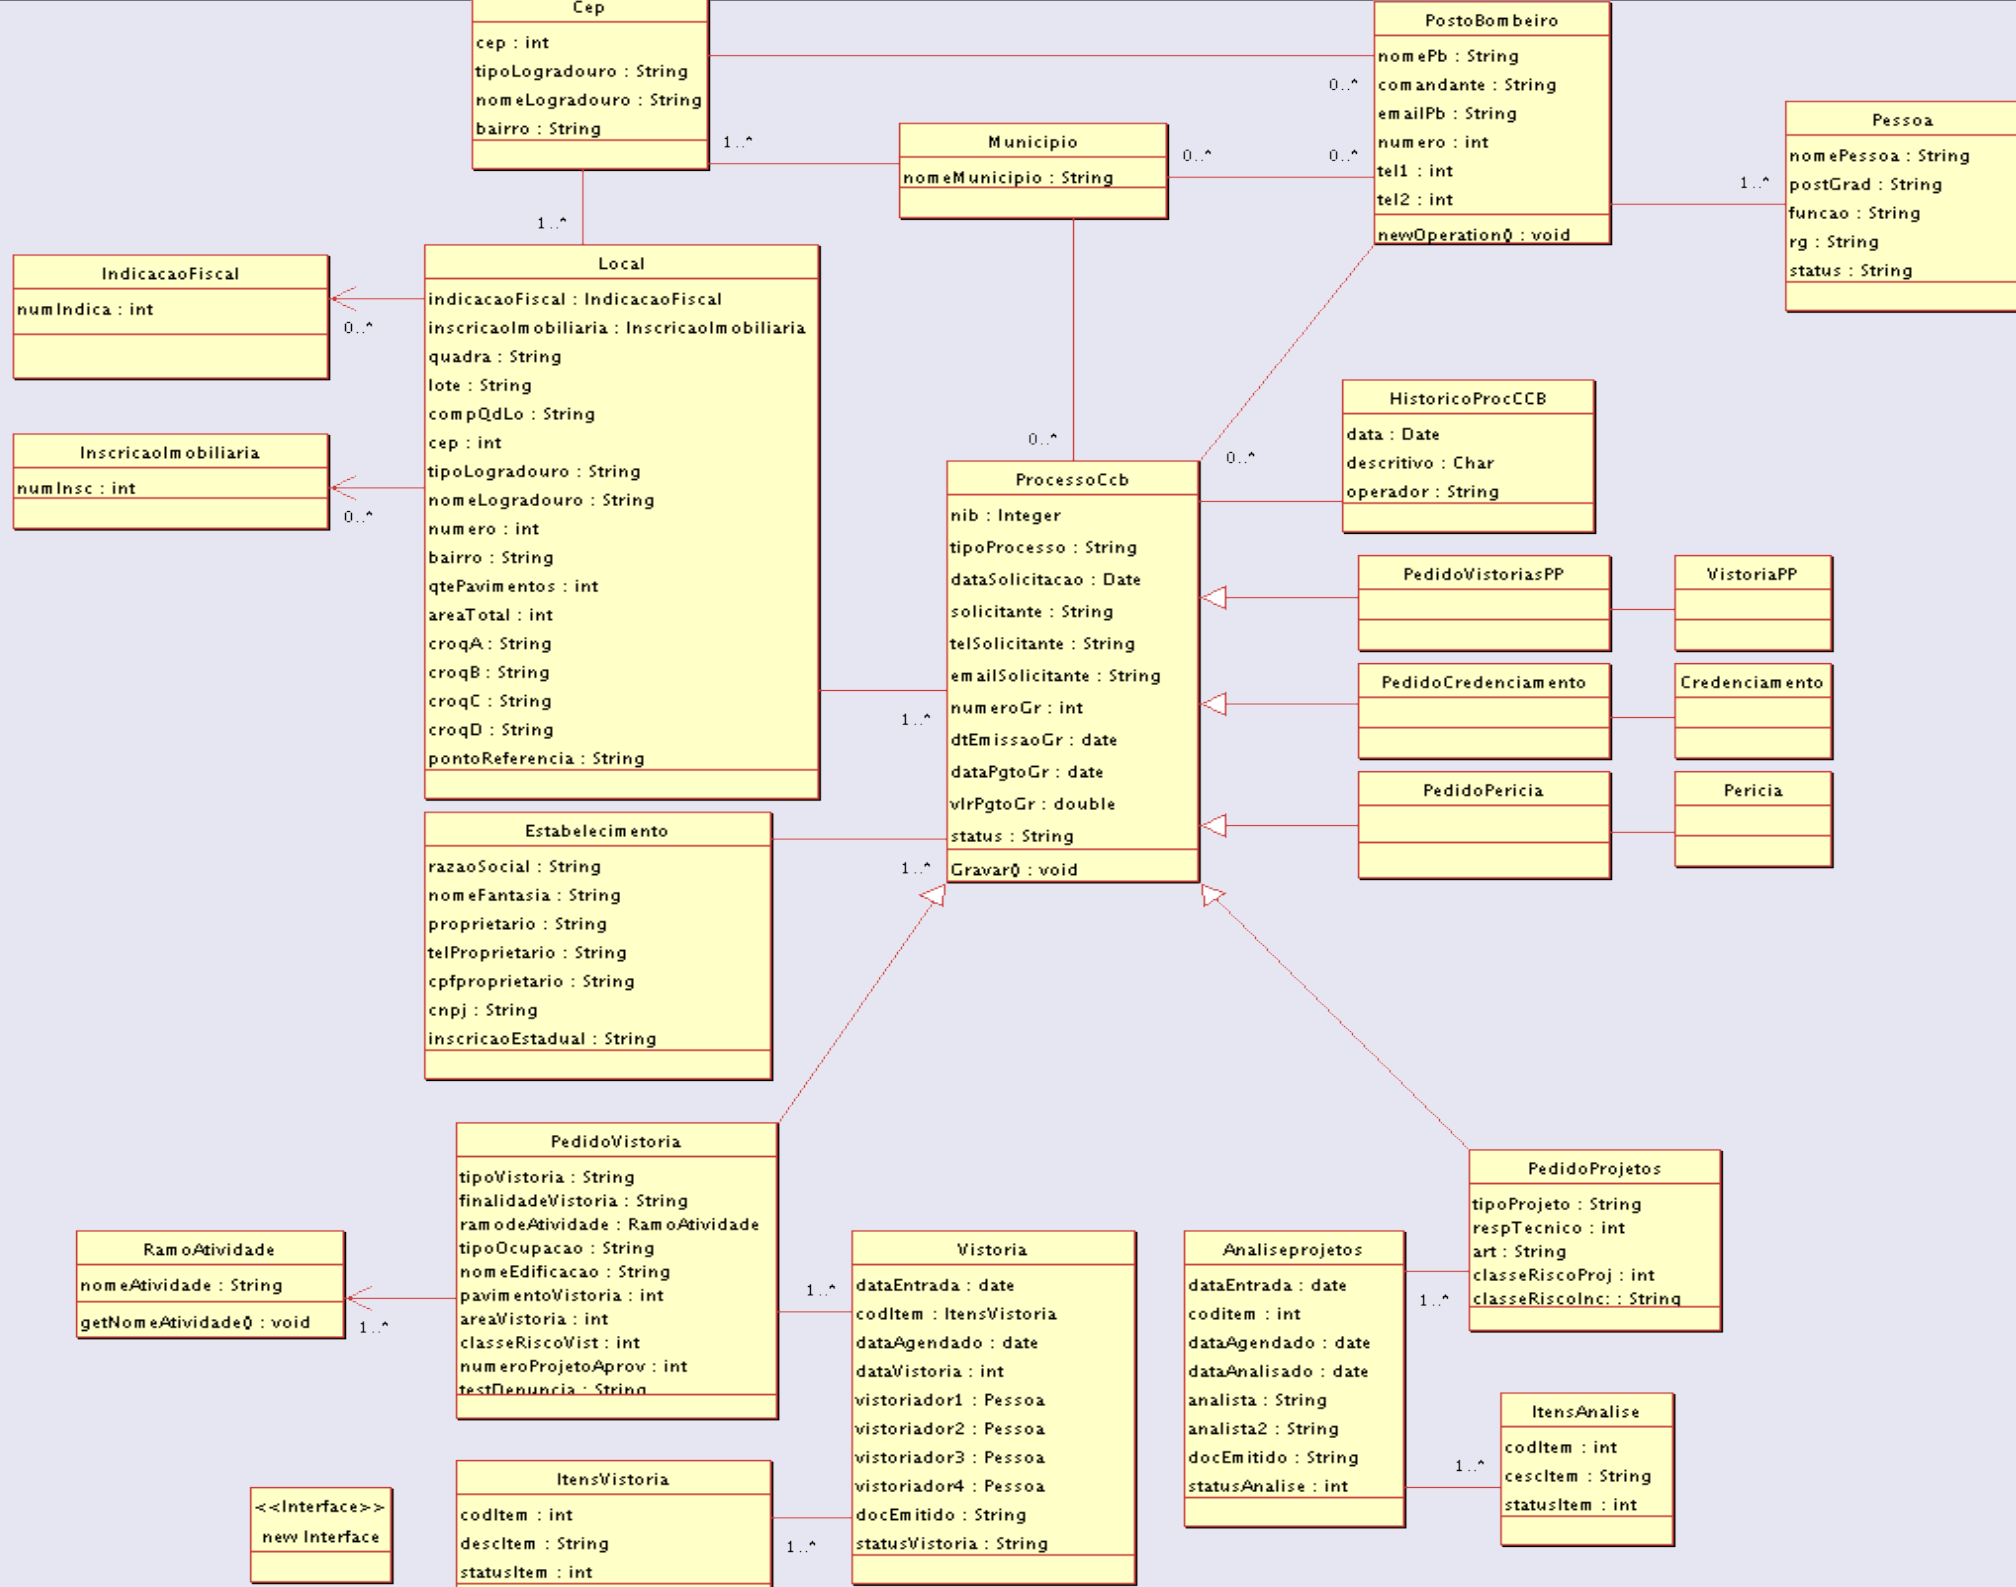 Cep
cep : int
tipoLogradouro : String
nomeLogradouro : String
bairro : String
1..*
1..*
PostoBombeiro
nomePb : String
comandante : String
emailPb : String
numero : int
tel1 : int
tel2 : int
newOperation() : void
0..*
0..*
Municipio
nomeMunicipio : String
0..*
Pessoa
nomePessoa : String
postGrad : String
funcao : String
rg : String
status : String
1..*
IndicacaoFiscal
numIndica : int
0..*
InscricaoImobiliaria
numInsc : int
0..*
Local
indicacaoFiscal : IndicacaoFiscal
inscricaoImobiliaria : InscricaoImobiliaria
quadra : String
lote : String
compQdLo : String
cep : int
tipoLogradouro : String
nomeLogradouro : String
numero : int
bairro : String
qtePavimentos : int
areaTotal : int
croqA : String
croqB : String
croqC : String
croqD : String
pontoReferencia : String
0..*
0..*
ProcessoCcb
nib : Integer
tipoProcesso : String
dataSolicitacao : Date
solicitante : String
telSolicitante : String
emailSolicitante : String
numeroGr : int
dtEmissaoGr : date
dataPgtoGr : date
vlrPgtoGr : double
status : String
Gravar() : void
1..*
1..*
HistoricoProcCCB
data : Date
descritivo : Char
operador : String
PedidoVistoriasPP
VistoriaPP
PedidoCredenciamento
Credenciamento
PedidoPericia
Pericia
Estabelecimento
razaoSocial : String
nomeFantasia : String
proprietario : String
telProprietario : String
cpfproprietario : String
cnpj : String
inscricaoEstadual : String
PedidoVistoria
tipoVistoria : String
finalidadeVistoria : String
ramodeAtividade : RamoAtividade
tipoOcupacao : String
nomeEdificacao : String
pavimentoVistoria : int
areaVistoria : int
classeRiscoVist : int
numeroProjetoAprov : int
testDenuncia : String
RamoAtividade
nomeAtividade : String
getNomeAtividade() : void
1..*
Vistoria
dataEntrada : date
codItem : ItensVistoria
dataAgendado : date
dataVistoria : int
vistoriador1 : Pessoa
vistoriador2 : Pessoa
vistoriador3 : Pessoa
vistoriador4 : Pessoa
docEmitido : String
statusVistoria : String
1..*
Analiseprojetos
dataEntrada : date
coditem : int
dataAgendado : date
dataAnalisado : date
analista : String
analista2 : String
docEmitido : String
statusAnalise : int
1..*
PedidoProjetos
tipoProjeto : String
respTecnico : int
art : String
classeRiscoProj : int
classeRiscoInc: : String
ItensAnalise
codItem : int
cescItem : String
statusItem : int
1..*
ItensVistoria
codItem : int
descItem : String
statusItem : int
1..*
<<Interface>>
new Interface